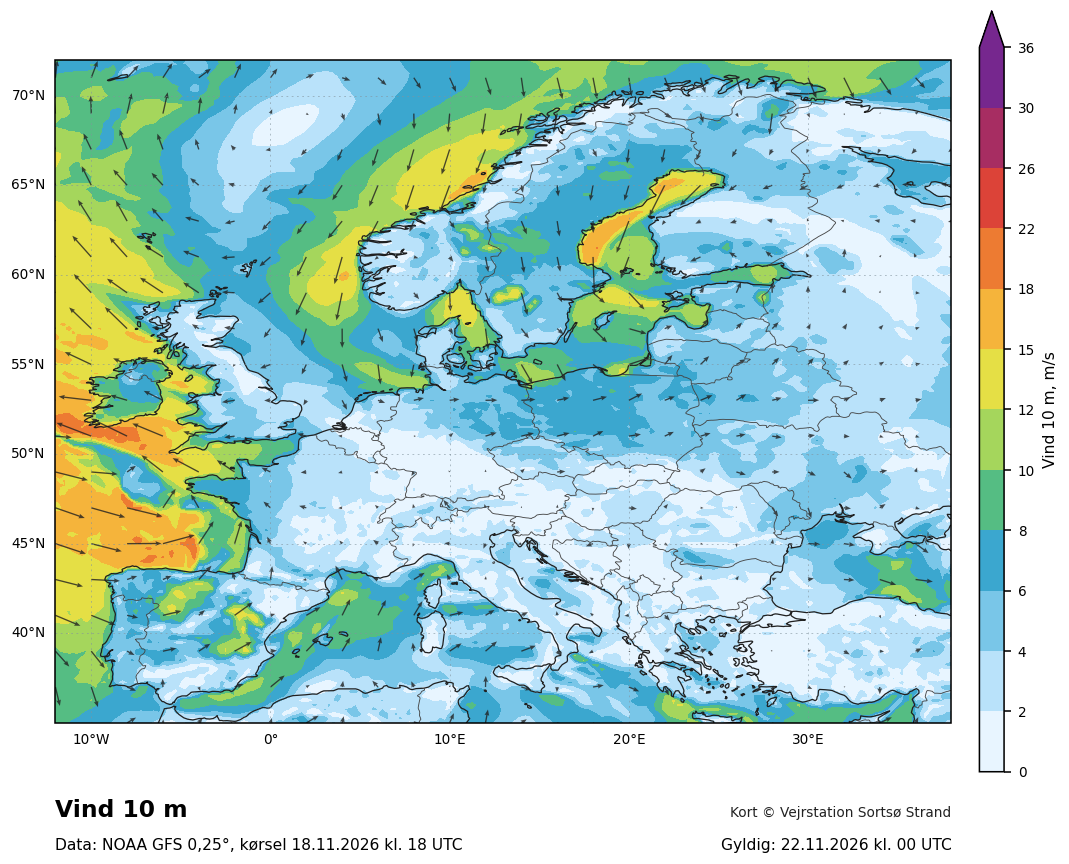 36
30
26
22
18
15
12
10
8
6
4
2
0
Vind 10 m, m/s
70°N
65°N
60°N
55°N
50°N
45°N
40°N
10°W
0°
10°E
20°E
30°E
Vind 10 m
Kort © Vejrstation Sortsø Strand
Data: NOAA GFS 0,25°, kørsel 18.11.2026 kl. 18 UTC
Gyldig: 22.11.2026 kl. 00 UTC